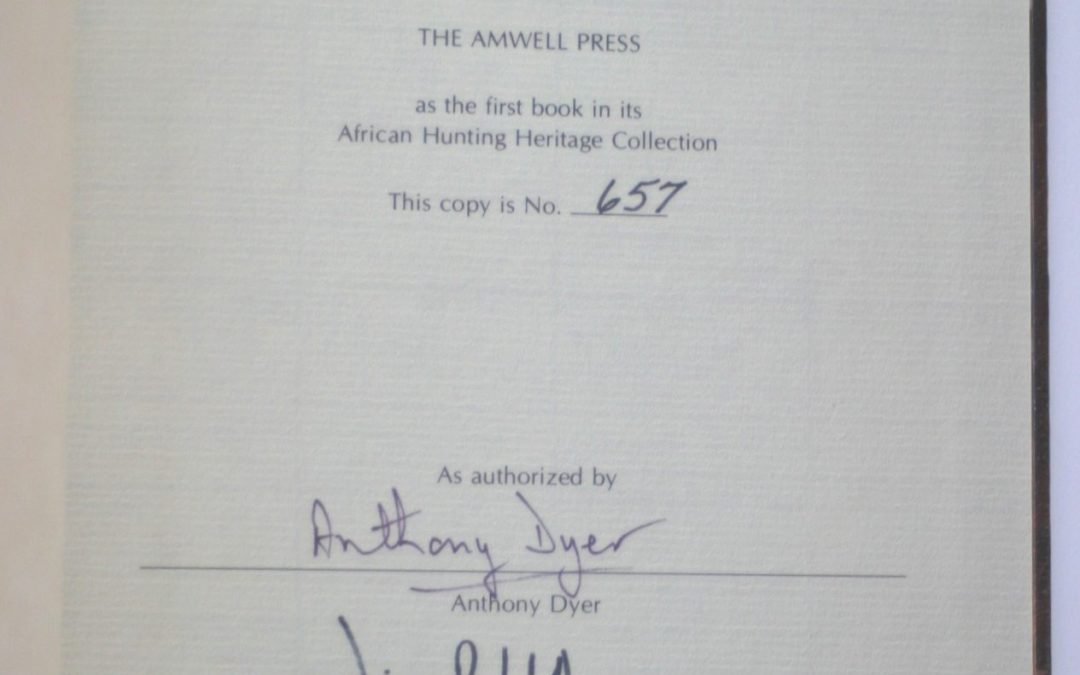 THE AMWELL PRESS
as the first book in its
African Hunting Heritage Collection
This copy is No. 657
As authorized by
Anthony Dyer
Anthony Dyer